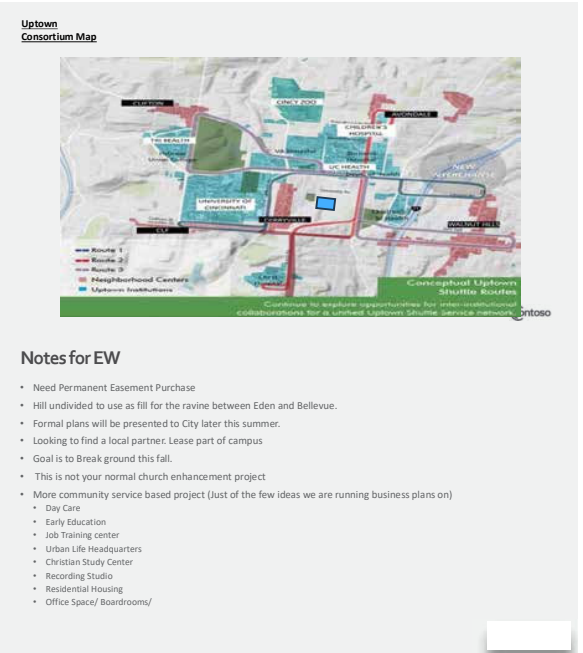 Uptown
Consortium Map
CLIFTON
CINCY ZOO
AVONDALE
CHILDREN'S
HOSPITAL
TRI HEALTH
UC HEALTH
NEW
UNIVERSITY OF
CINCINNATI
CORRYVILLE
CUF
WALNUT HILLS
Route 1
Route 2
Route 3
Neighborhood Centers
Uptown Institutions
Conceptual Uptown
Shuttle Routes
Continue to explore opportunities for inter-institutional
collaborations for a unified Uptown Shuttle Service network.
ontoso
Notes for EW
• Need Permanent Easement Purchase
• Hill undivided to use as fill for the ravine between Eden and Bellevue.
• Formal plans will be presented to City later this summer.
• Looking to find a local partner. Lease part of campus
• Goal is to Break ground this fall.
• This is not your normal church enhancement project
• More community service based project (Just of the few ideas we are running business plans on)
• Day Care
• Early Education
• Job Training center
• Urban Life Headquarters
• Christian Study Center
• Recording Studio
• Residential Housing
• Office Space/ Boardrooms/